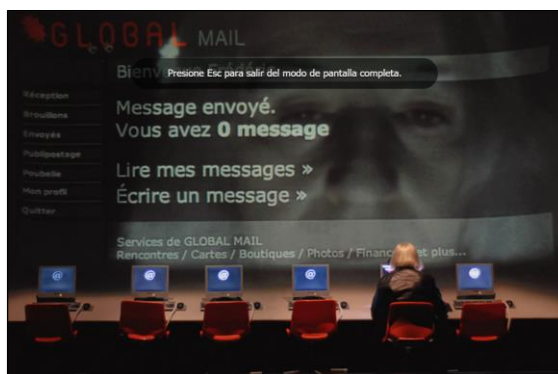 GLOBAL MAIL
Presione Esc para salir del modo de pantalla completa.
Réception
Brouillons
Envoyés
Publipostage
Poubelle
Mon profil
Quitter
Message envoyé.
Vous avez 0 message
Lire mes messages »
Écrire un message »
Services de GLOBAL MAIL
Rencontres / Cartes / Boutiques / Photos / Finances et plus...
@
@
@
@
@